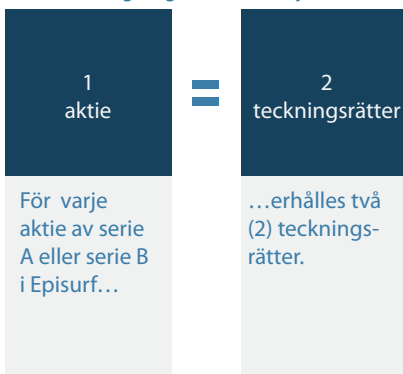 1
aktie
=
2
teckningsrätter
För varje
aktie av serie
A eller serie B
i Episurf…
…erhålles två
(2) tecknings-
rätter.